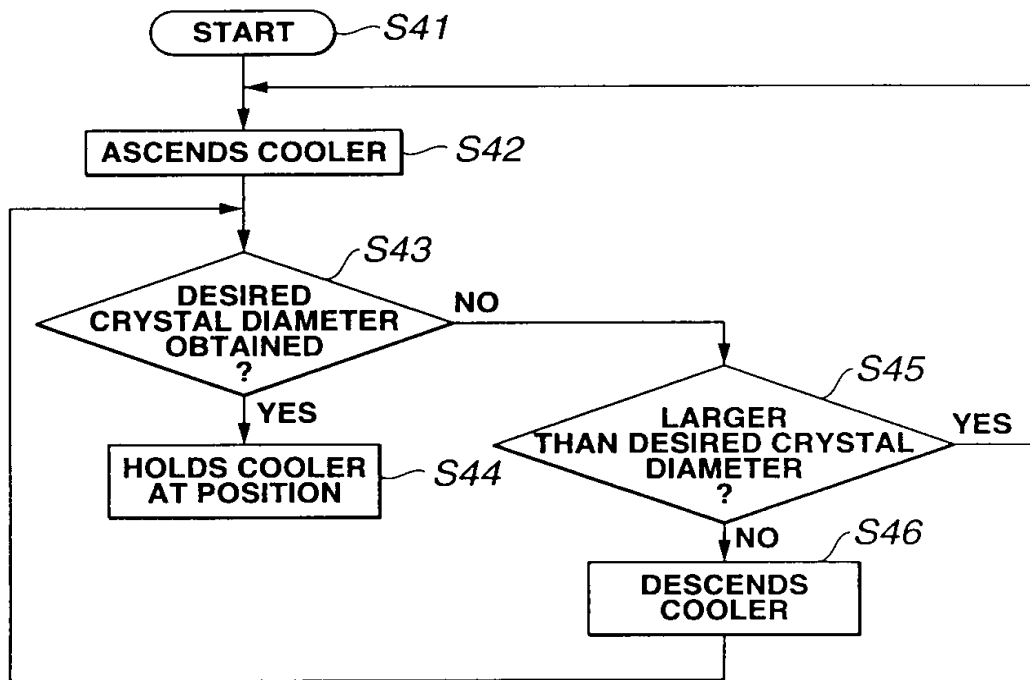 START
S41
ASCENDS COOLER
S42
S43
DESIRED
CRYSTAL DIAMETER
OBTAINED
?
NO
YES
S45
LARGER
THAN DESIRED CRYSTAL
DIAMETER
?
YES
HOLDS COOLER
AT POSITION
S44
NO
S46
DESCENDS
COOLER